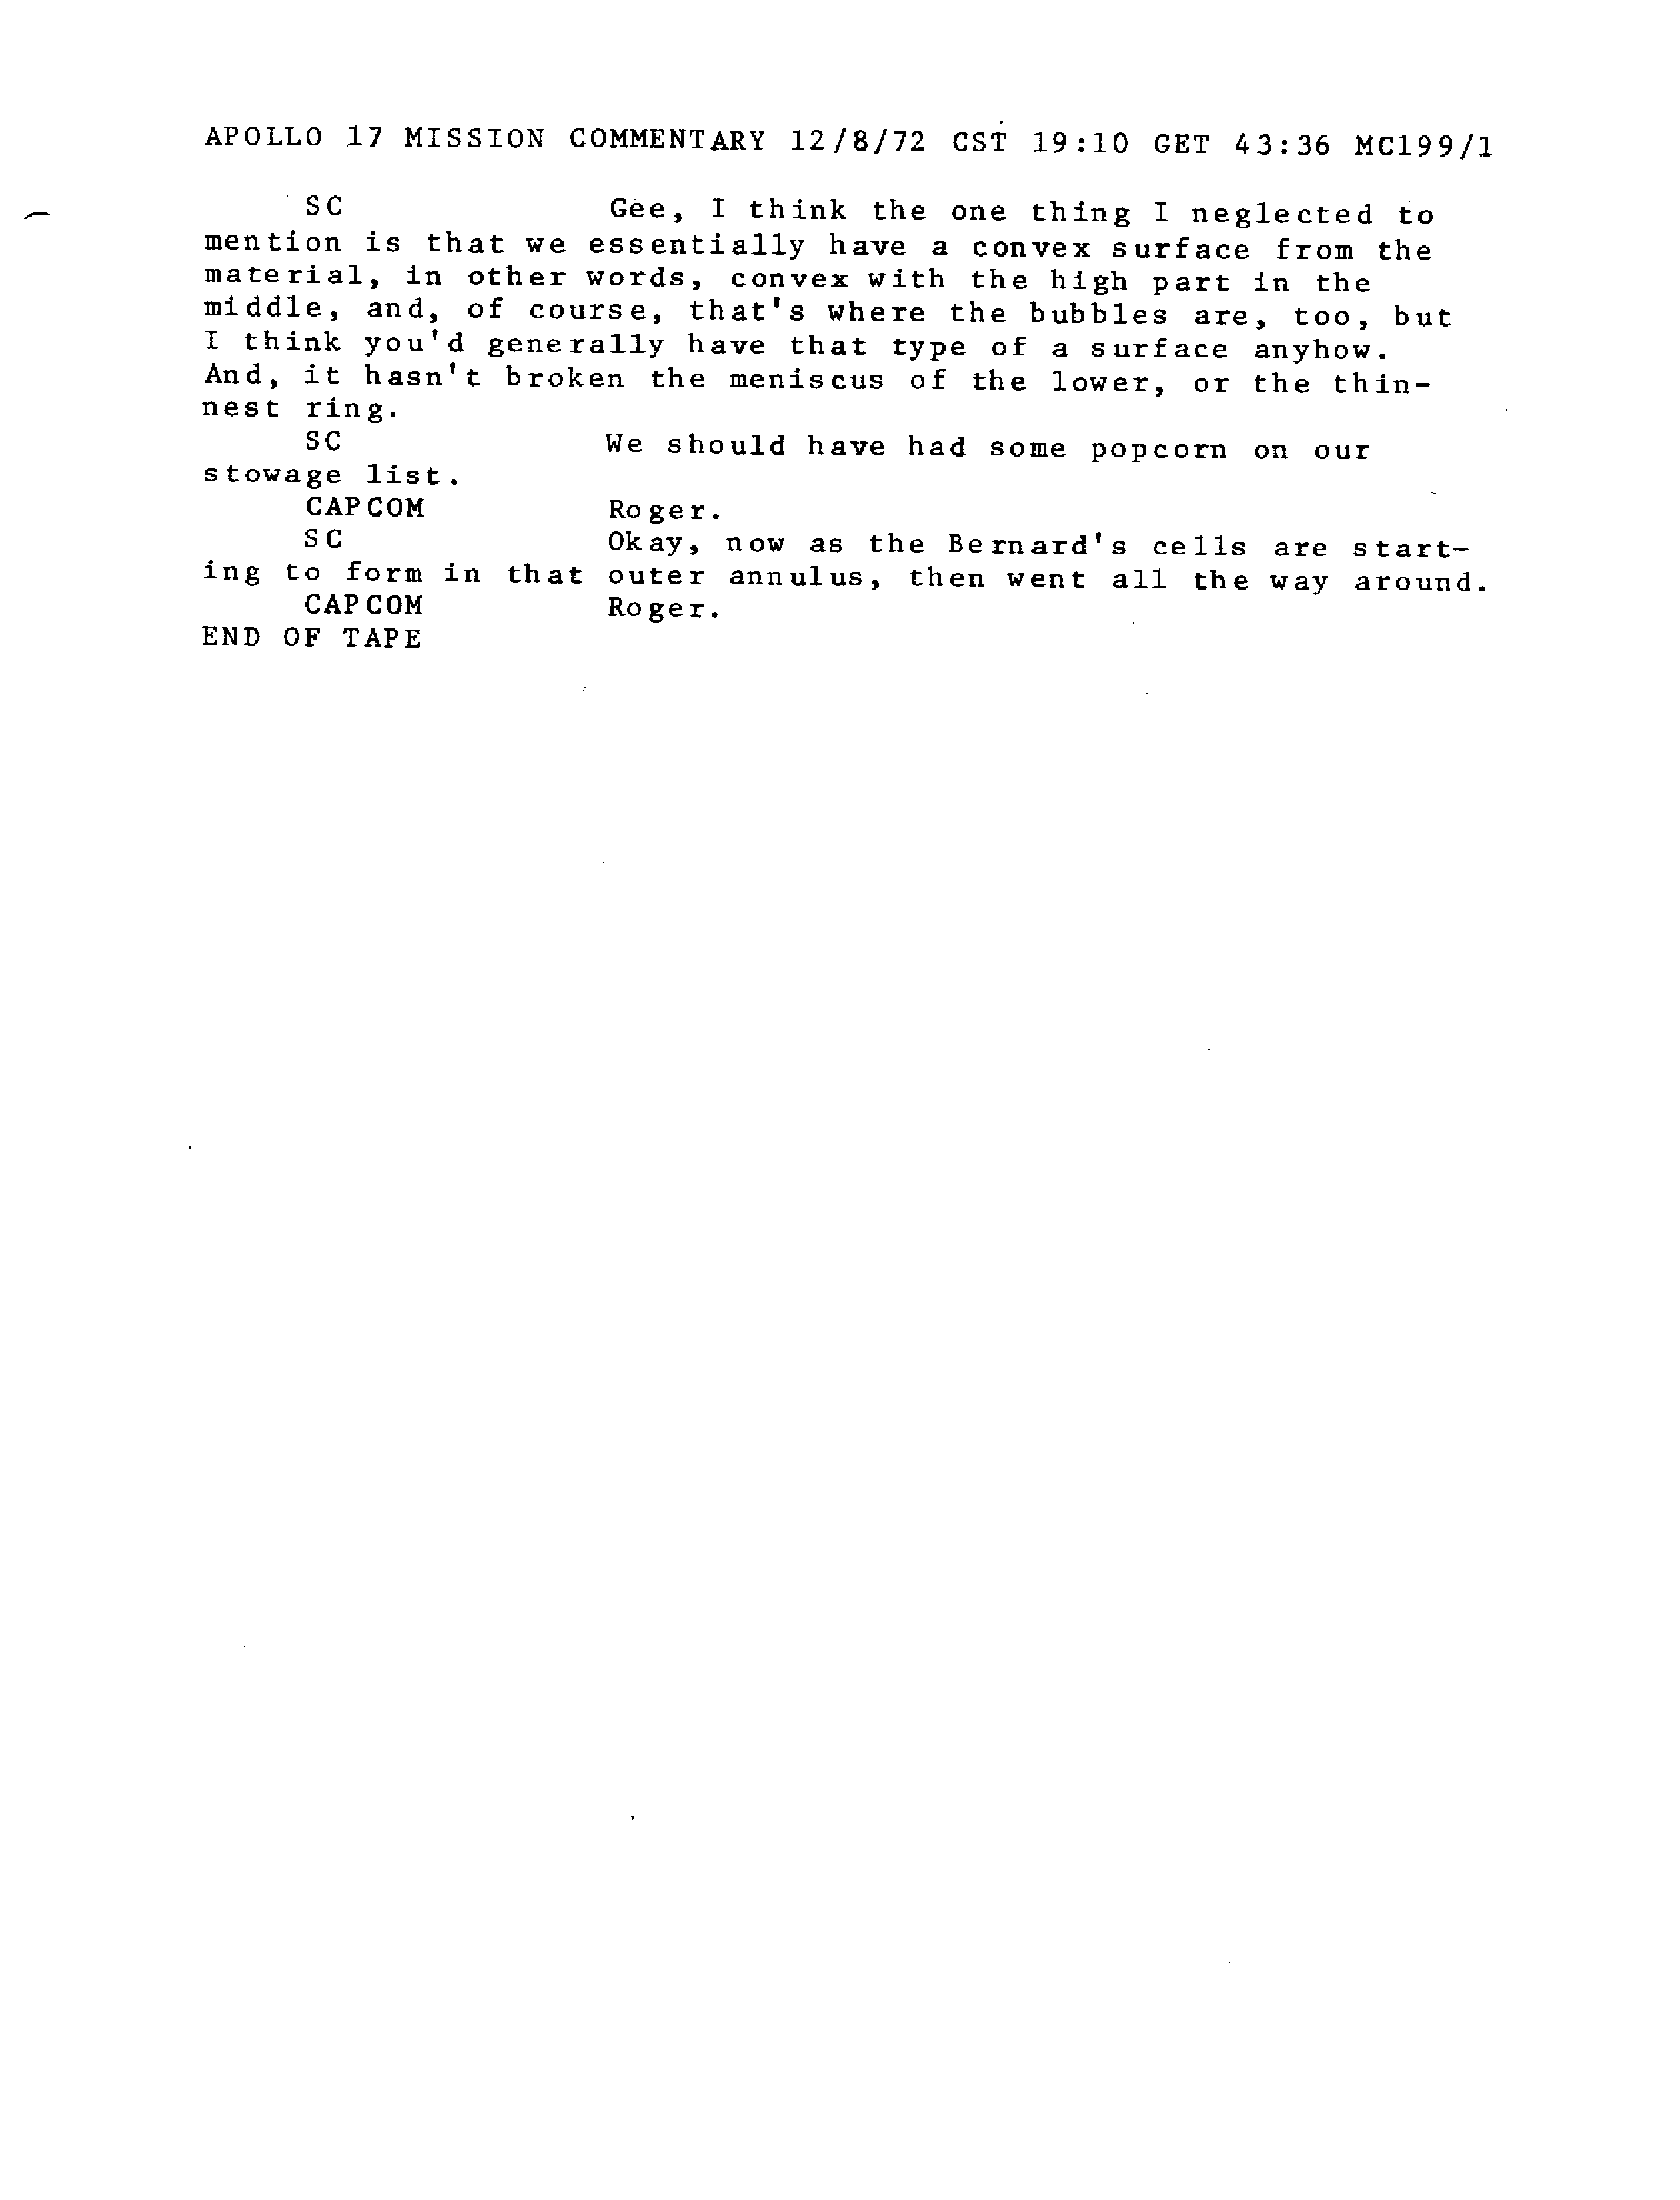 APOLLO 17 MISSION COMMENTARY 12/8/72 CST 19:10 GET 43:36 MC199/1
SC Gee, I think the one thing I neglected to
mention is that we essentially have a convex surface from the
material, in other words, convex with the high part in the
middle, and, of course, that's where the bubbles are, too, but
I think you'd generally have that type of a surface anyhow.
And, it hasn't broken the meniscus of the lower, or the thin-
nest ring.
SC We should have had some popcorn on our
stowage list.
CAPCOM Roger.
SC Okay, now as the Bernard's cells are start-
ing to form in that outer annulus, then went all the way around.
CAPCOM Roger.
END OF TAPE